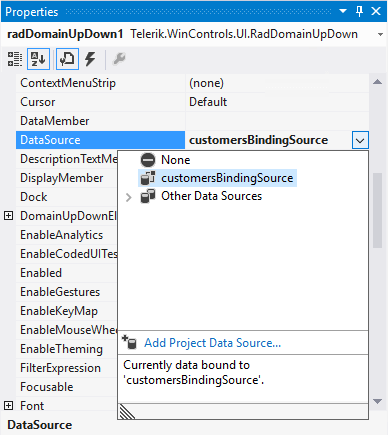 Properties
radDomainUpDown1 Telerik.WinControls.UI.RadDomainUpDown
ContextMenuStrip (none)
Cursor Default
DataMember
DataSource customersBindingSource
None
DescriptionTextMe
customersBindingSource
DisplayMember
Other Data Sources
Dock
DomainUpDownEl
EnableAnalytics
EnableCodedUITes
Enabled
EnableGestures
EnableKeyMap
EnableMouseWhee
Add Project Data Source...
EnableTheming
Currently data bound to
FilterExpression
'customersBindingSource'.
Focusable
Font
DataSource